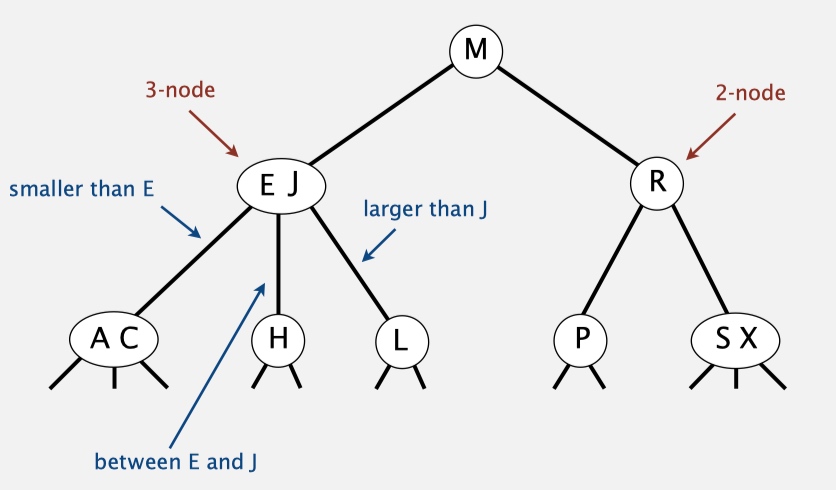 M
3-node
2-node
E J
R
smaller than E
larger than J
A C
H
L
P
S X
between E and J